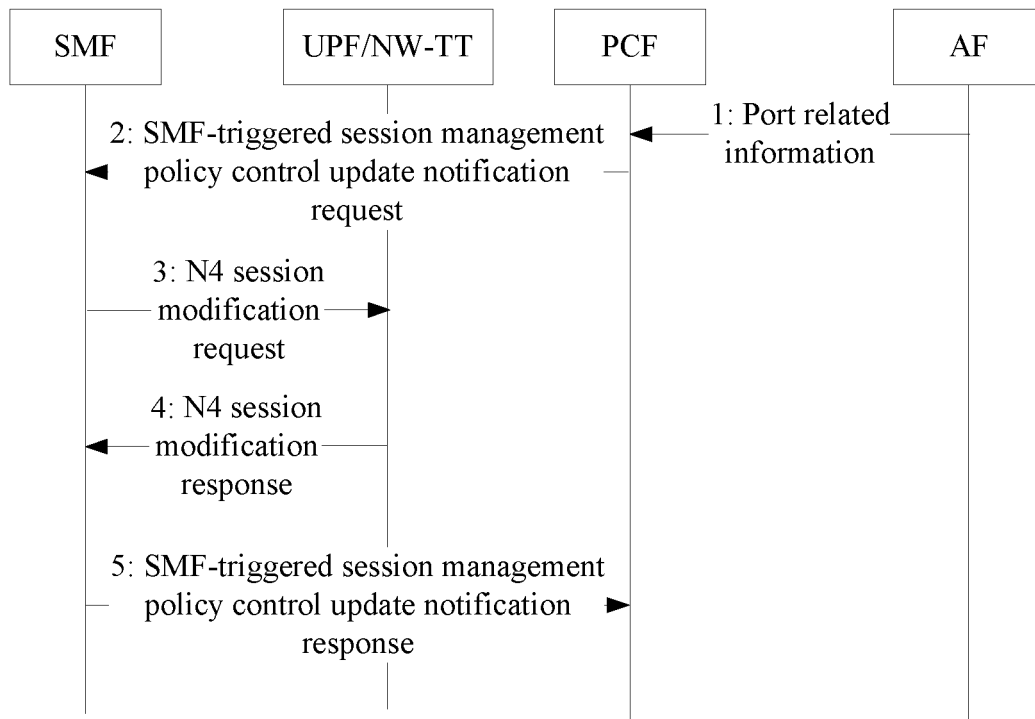 SMF
UPF/NW-TT
PCF
AF
1: Port related
information
2: SMF-triggered session management
policy control update notification
request
3: N4 session
modification
request
4: N4 session
modification
response
5: SMF-triggered session management
policy control update notification
response